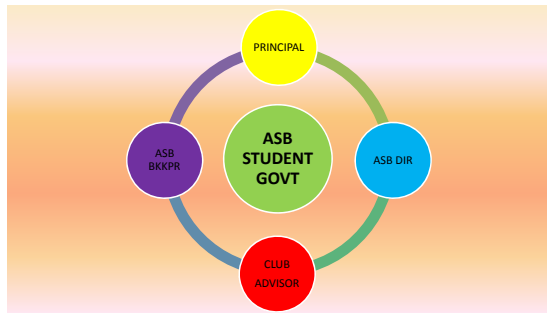 PRINCIPAL
ASB
STUDENT
GOVT
ASB
BKKPR
ASB DIR
CLUB
ADVISOR